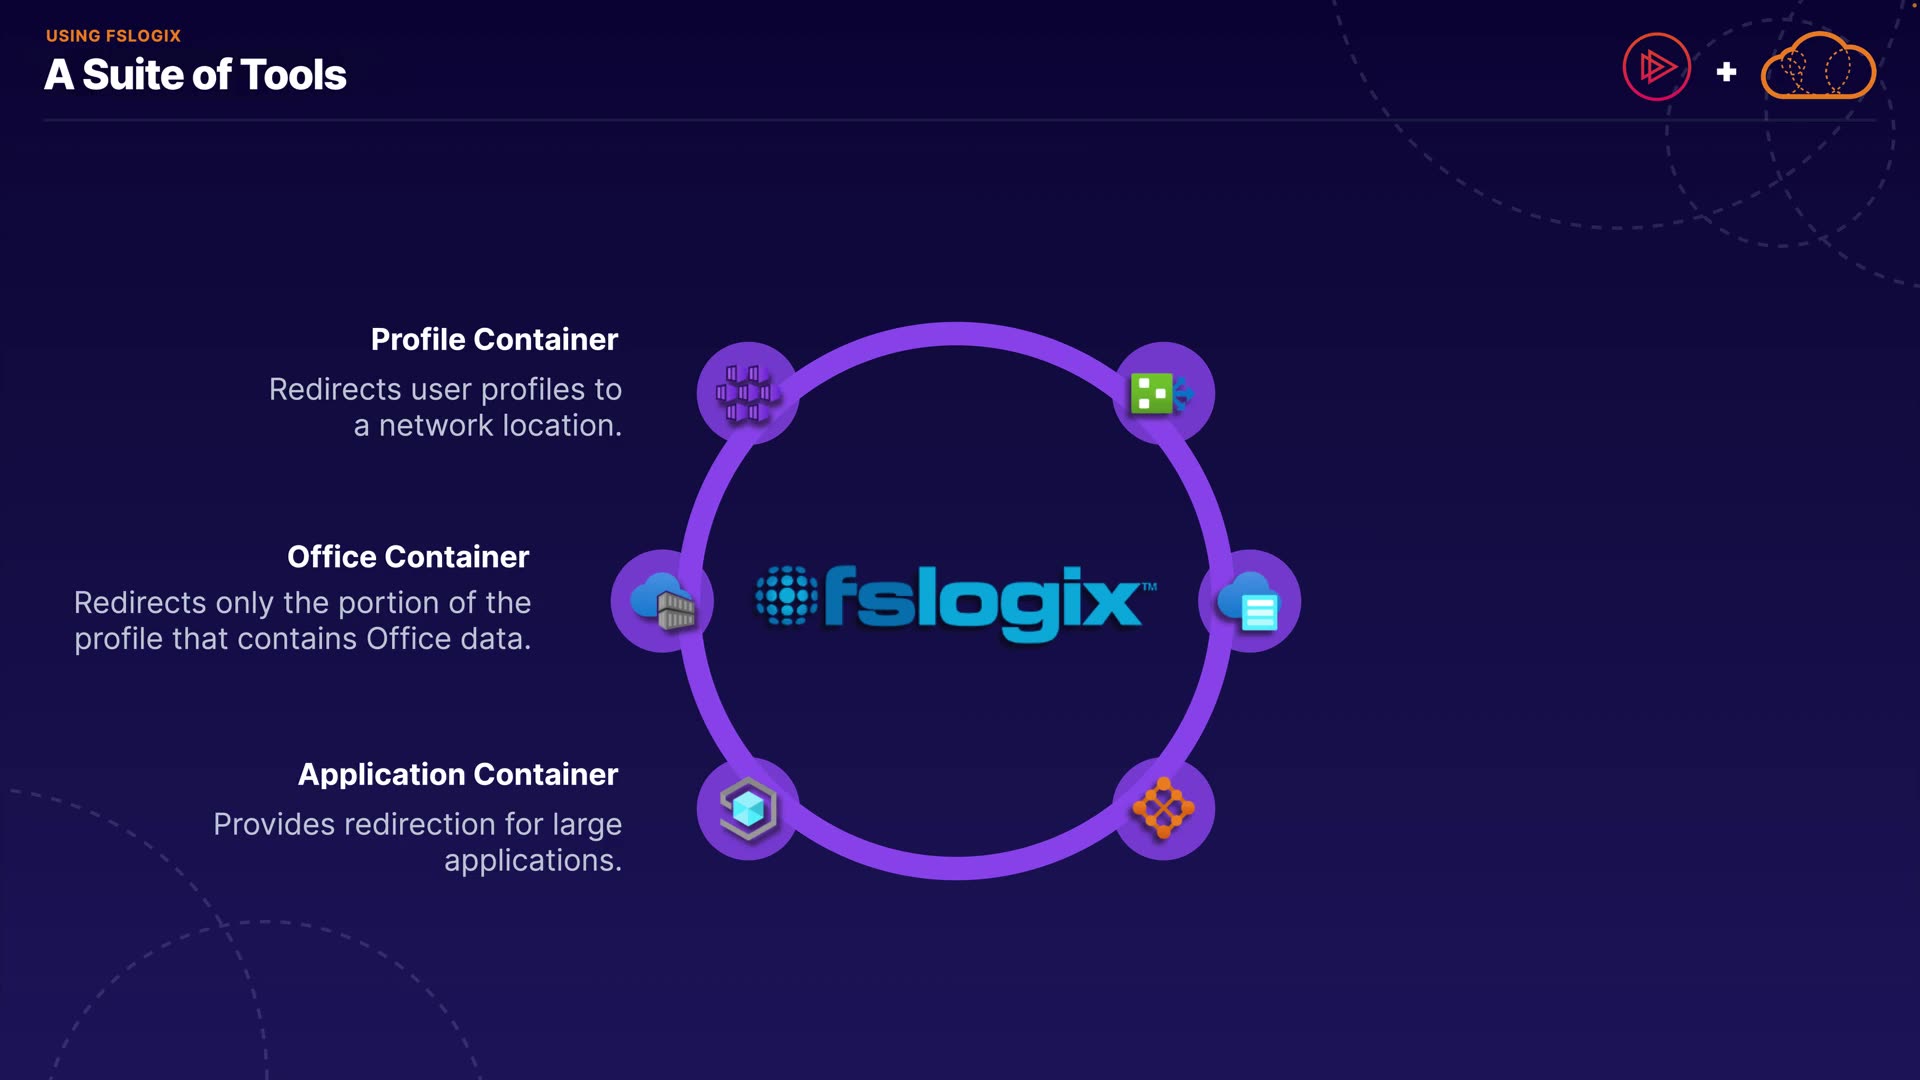 USING FSLOGIX
A Suite of Tools
+
Profile Container
Redirects user profiles to
a network location.
Office Container
Redirects only the portion of the
profile that contains Office data.
Application Container
Provides redirection for large
applications.
fslogix™